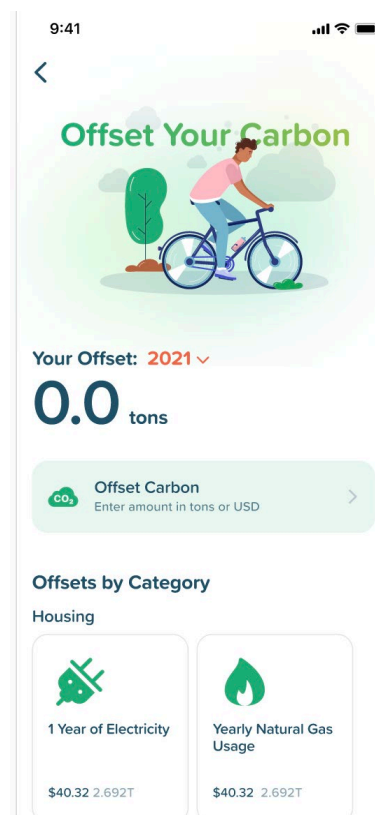 9:41
Offset Your Carbon
Your Offset: 2021
0.0 tons
CO₂
Offset Carbon
Enter amount in tons or USD
Offsets by Category
Housing
1 Year of Electricity
$40.32 2.692T
Yearly Natural Gas
Usage
$40.32 2.692T